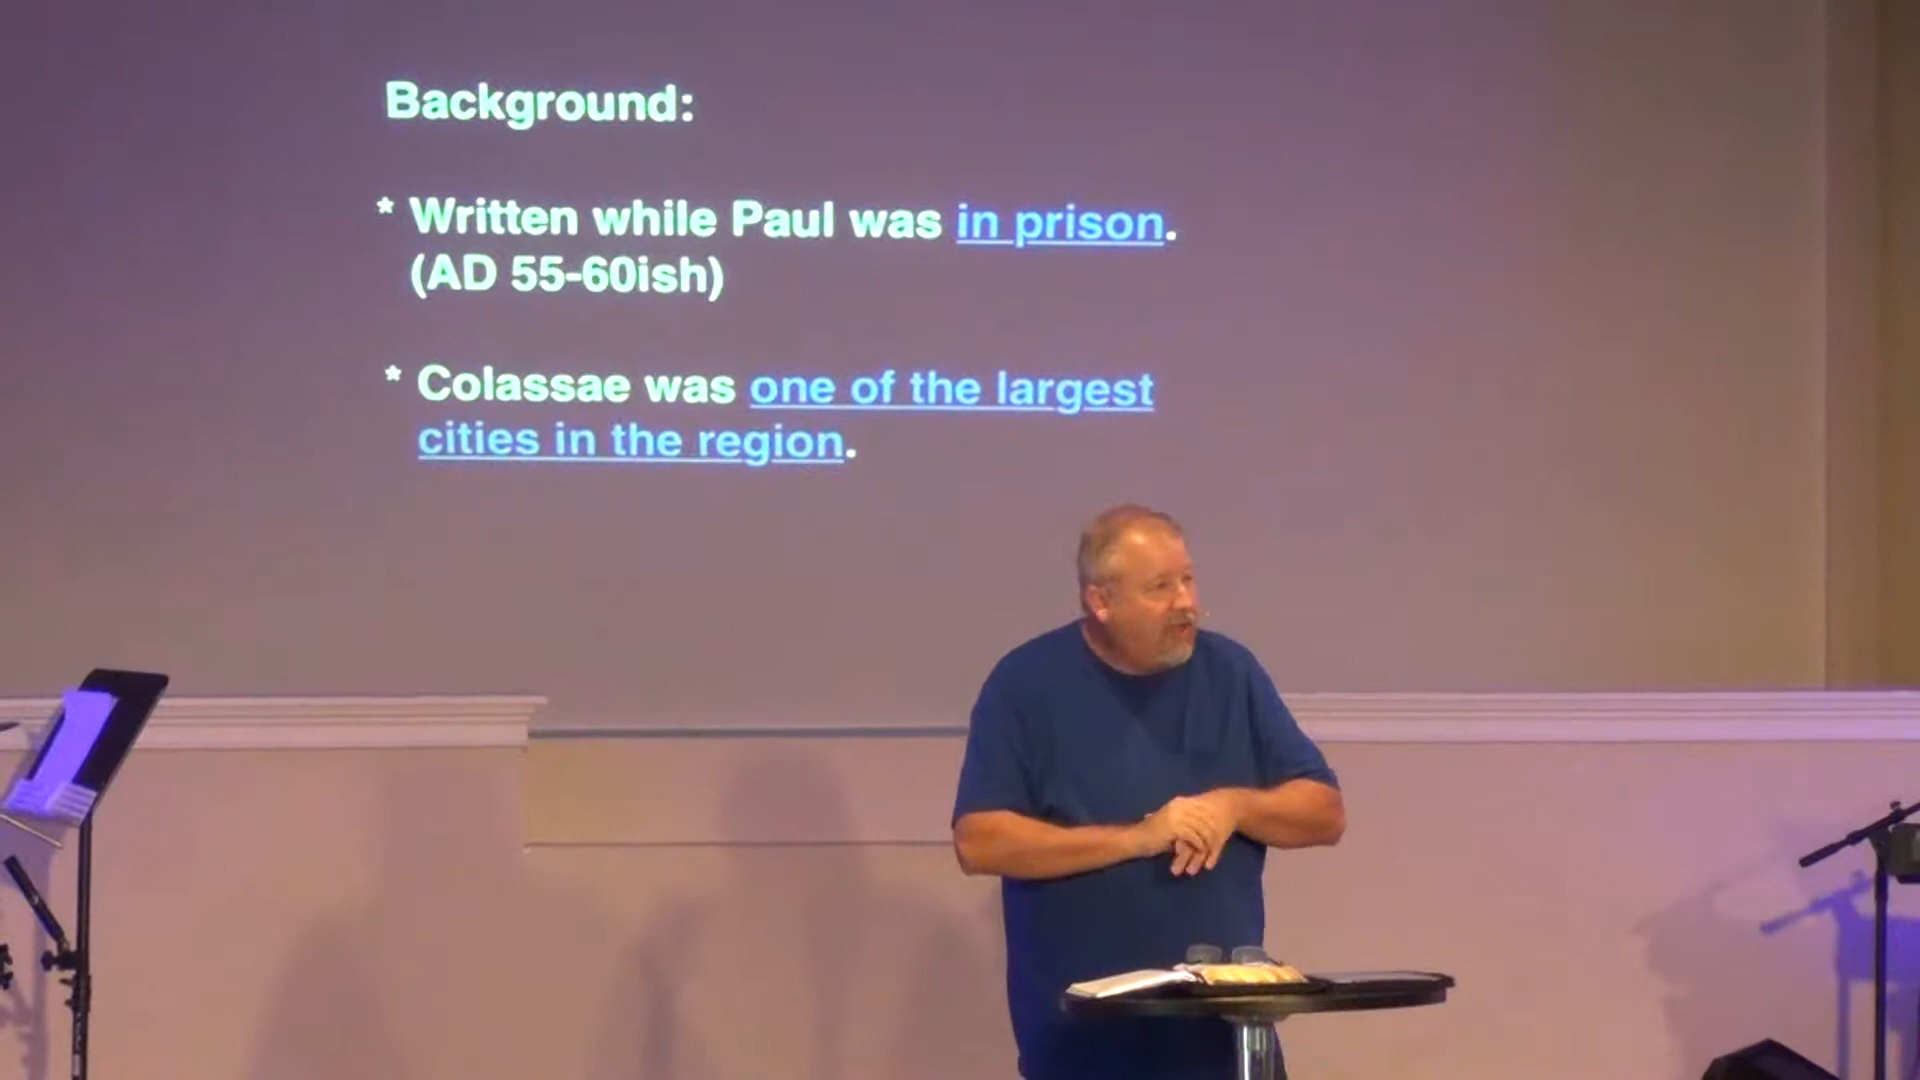 Background:
* Written while Paul was in prison.
(AD 55-60ish)
* Colassae was one of the largest
cities in the region.